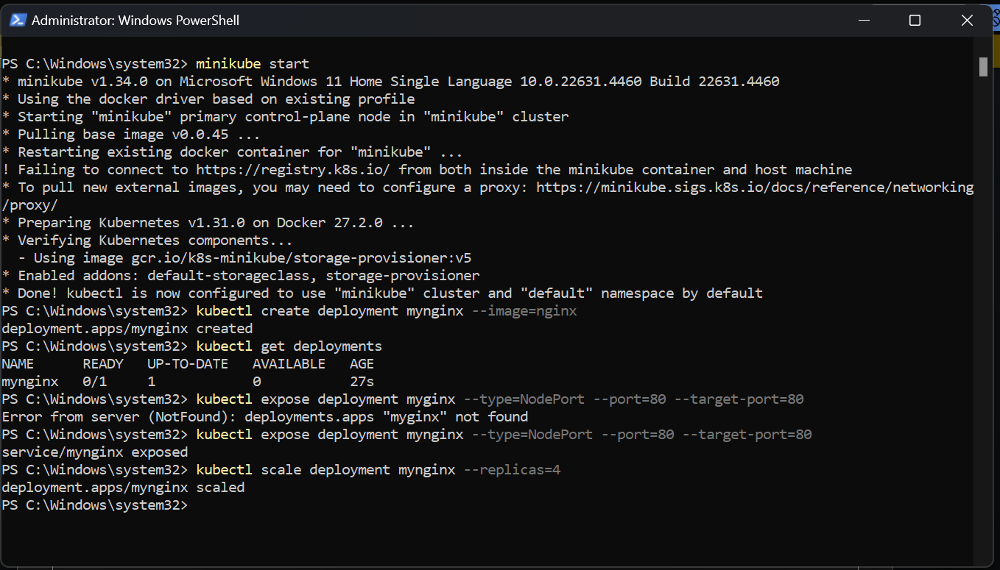 Administrator: Windows PowerShell
PS C:\Windows\system32> minikube start
* minikube v1.34.0 on Microsoft Windows 11 Home Single Language 10.0.22631.4460 Build 22631.4460
* Using the docker driver based on existing profile
* Starting "minikube" primary control-plane node in "minikube" cluster
* Pulling base image v0.0.45 ...
* Restarting existing docker container for "minikube" ...
! Failing to connect to https://registry.k8s.io/ from both inside the minikube container and host machine
* To pull new external images, you may need to configure a proxy: https://minikube.sigs.k8s.io/docs/reference/networking
/proxy/
* Preparing Kubernetes v1.31.0 on Docker 27.2.0 ...
* Verifying Kubernetes components...
  - Using image gcr.io/k8s-minikube/storage-provisioner:v5
* Enabled addons: default-storageclass, storage-provisioner
* Done! kubectl is now configured to use "minikube" cluster and "default" namespace by default
PS C:\Windows\system32> kubectl create deployment mynginx --image=nginx
deployment.apps/mynginx created
PS C:\Windows\system32> kubectl get deployments
NAME      READY   UP-TO-DATE   AVAILABLE   AGE
mynginx   0/1     1            0           27s
PS C:\Windows\system32> kubectl expose deployment myginx --type=NodePort --port=80 --target-port=80
Error from server (NotFound): deployments.apps "myginx" not found
PS C:\Windows\system32> kubectl expose deployment mynginx --type=NodePort --port=80 --target-port=80
service/mynginx exposed
PS C:\Windows\system32> kubectl scale deployment mynginx --replicas=4
deployment.apps/mynginx scaled
PS C:\Windows\system32>